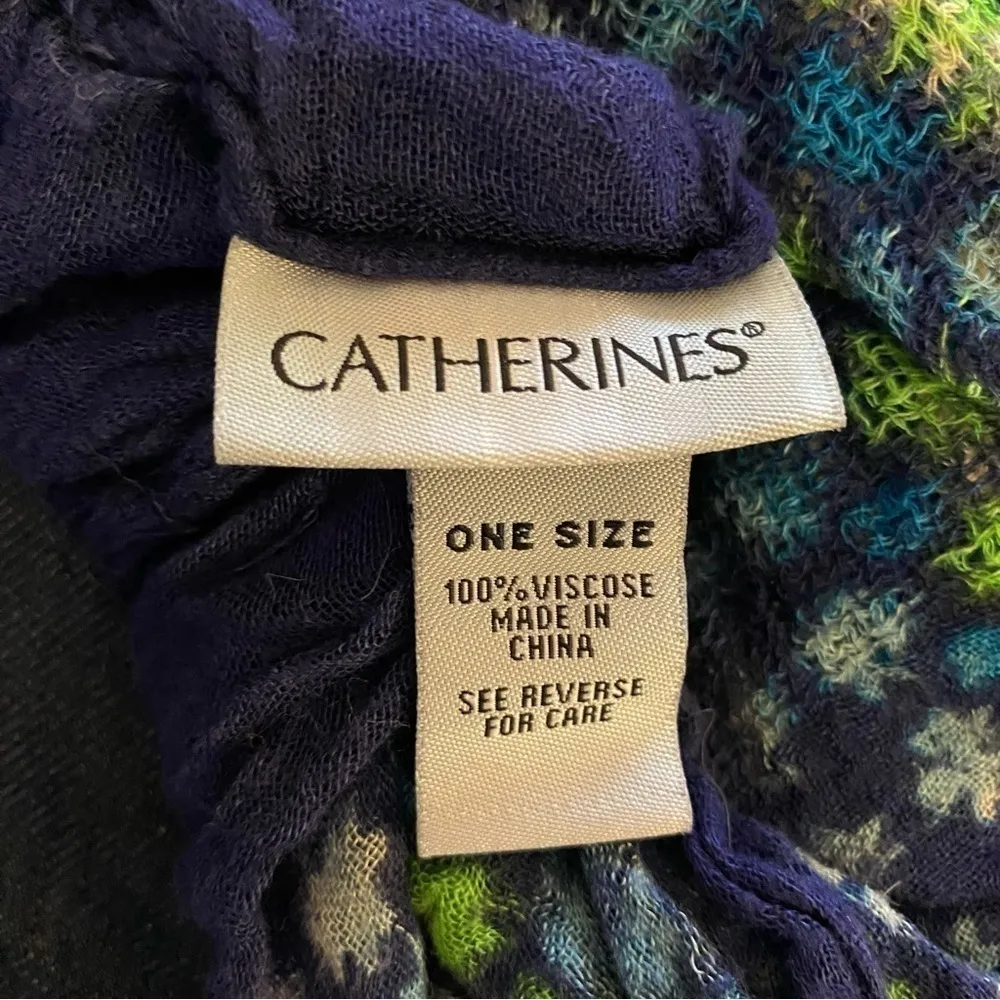 CATHERINES®
ONE SIZE
100% VISCOSE
MADE IN
CHINA
SEE REVERSE
FOR CARE